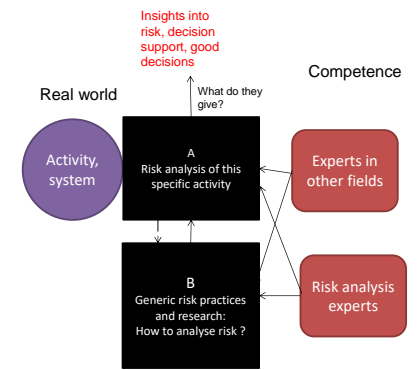 Insights into
risk, decision
support, good
decisions
What do they
give?
Competence
Real world
Activity,
system
A
Risk analysis of this
specific activity
Experts in
other fields
B
Generic risk practices
and research:
How to analyse risk ?
Risk analysis
experts